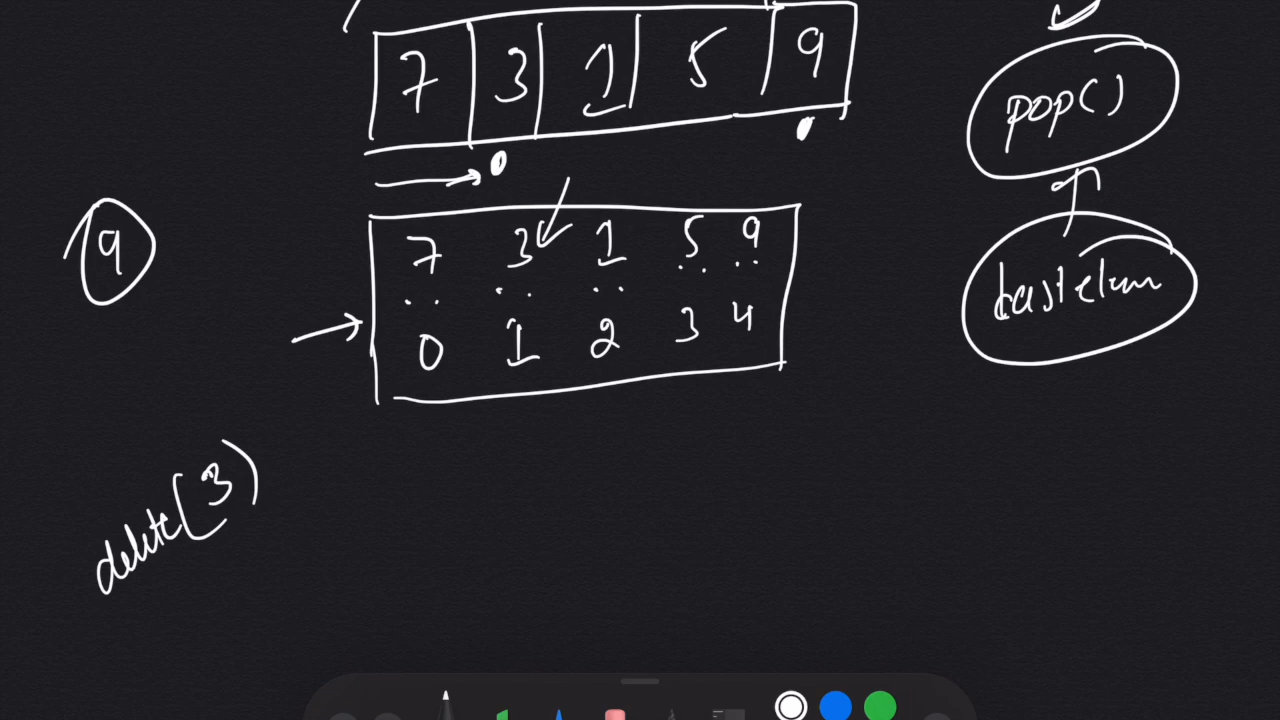 7 3 1 5 9
pop()
7 3 1 5 9
.. .. .. .. ..
0 1 2 3 4
9
lastelem
delete(3)